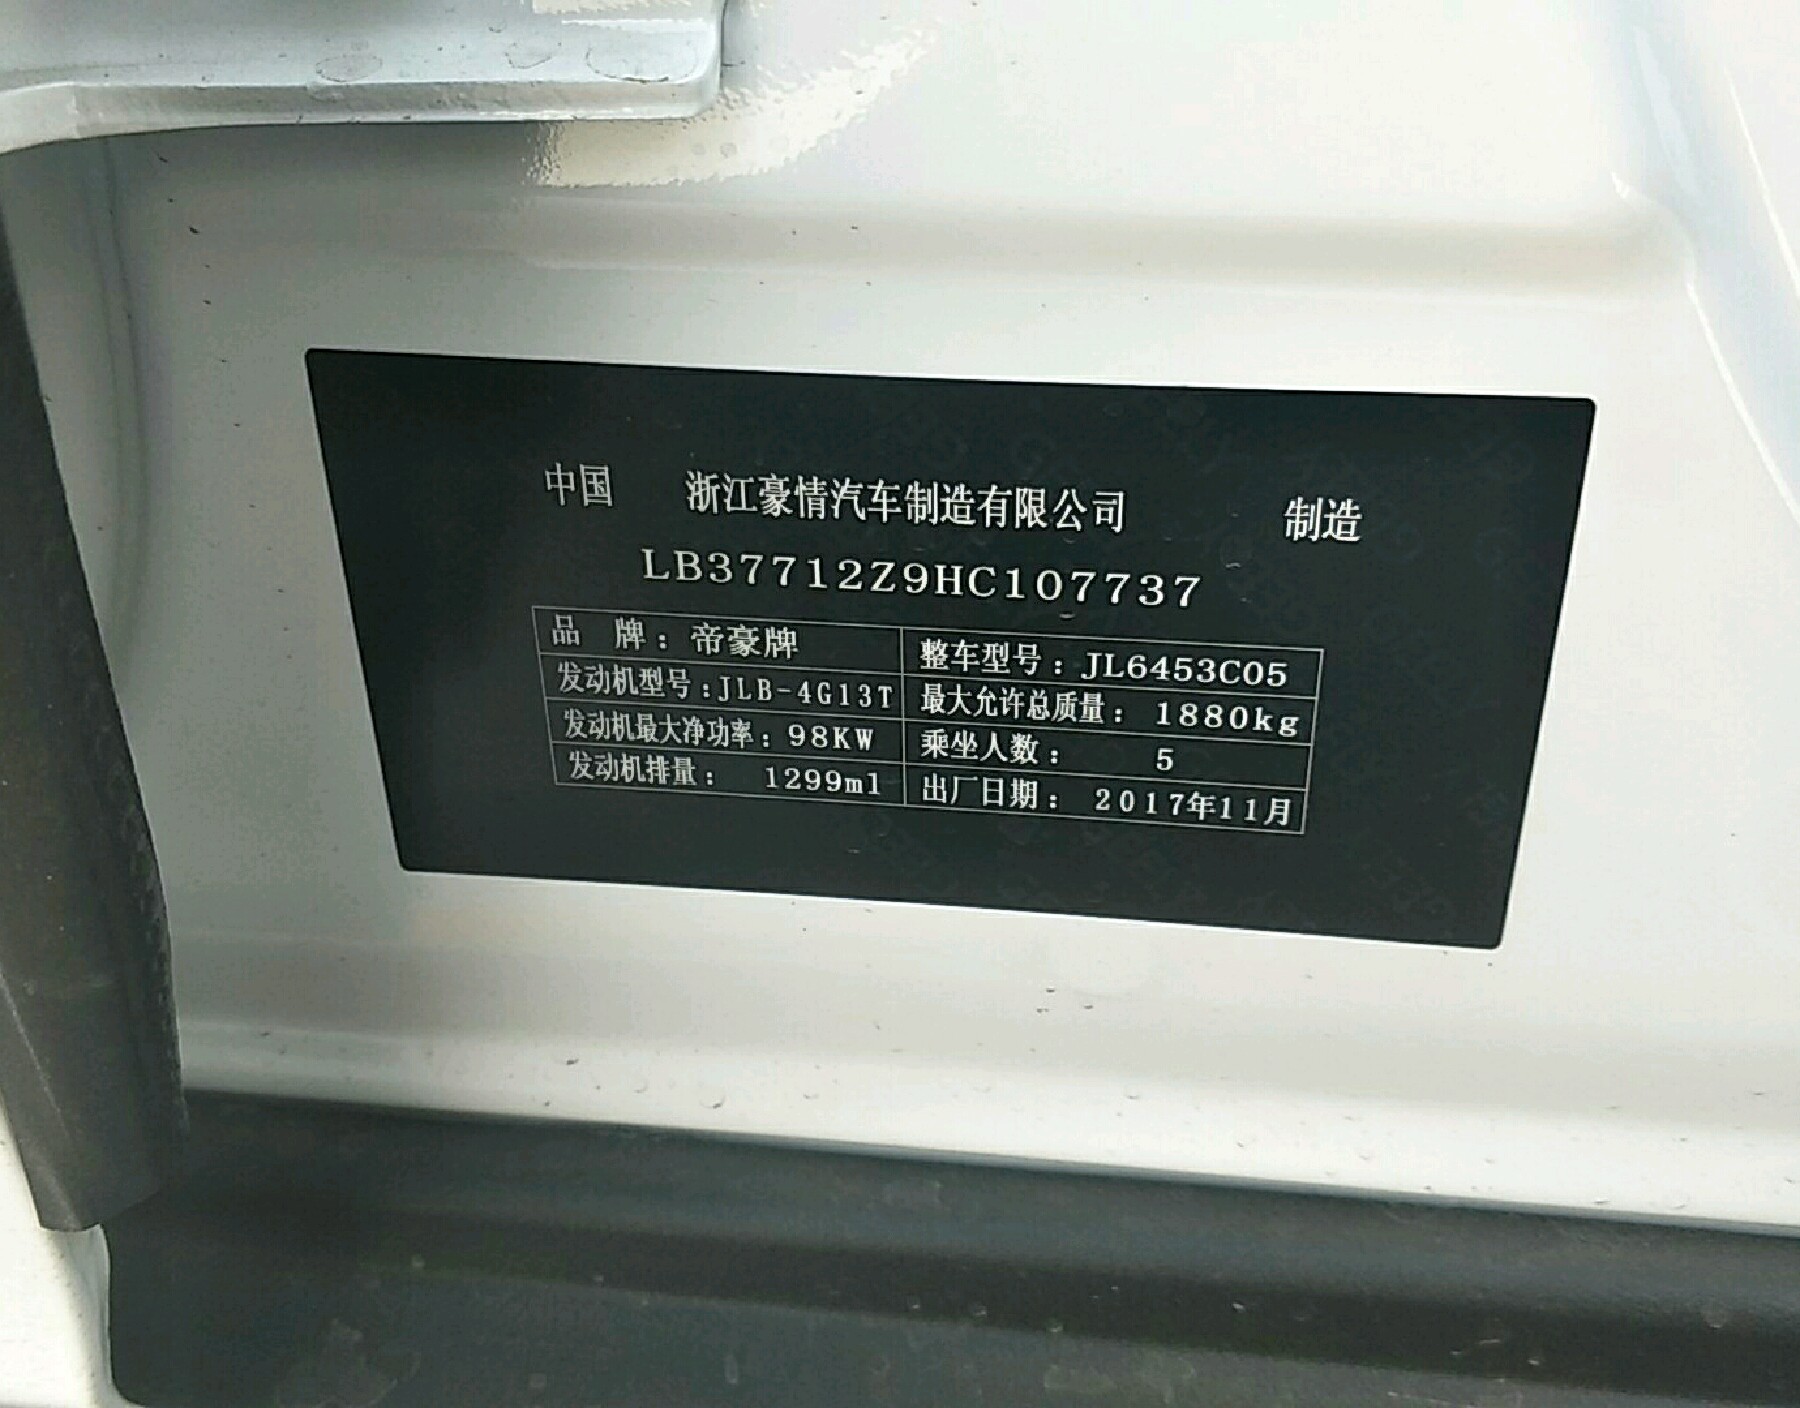 中国 浙江豪情汽车制造有限公司 制造
LB37712Z9HC107737
品 牌：帝豪牌 整车型号：JL6453C05
发动机型号：JLB-4G13T 最大允许总质量：1880kg
发动机最大净功率：98KW 乘坐人数：5
发动机排量：1299ml 出厂日期：2017年11月